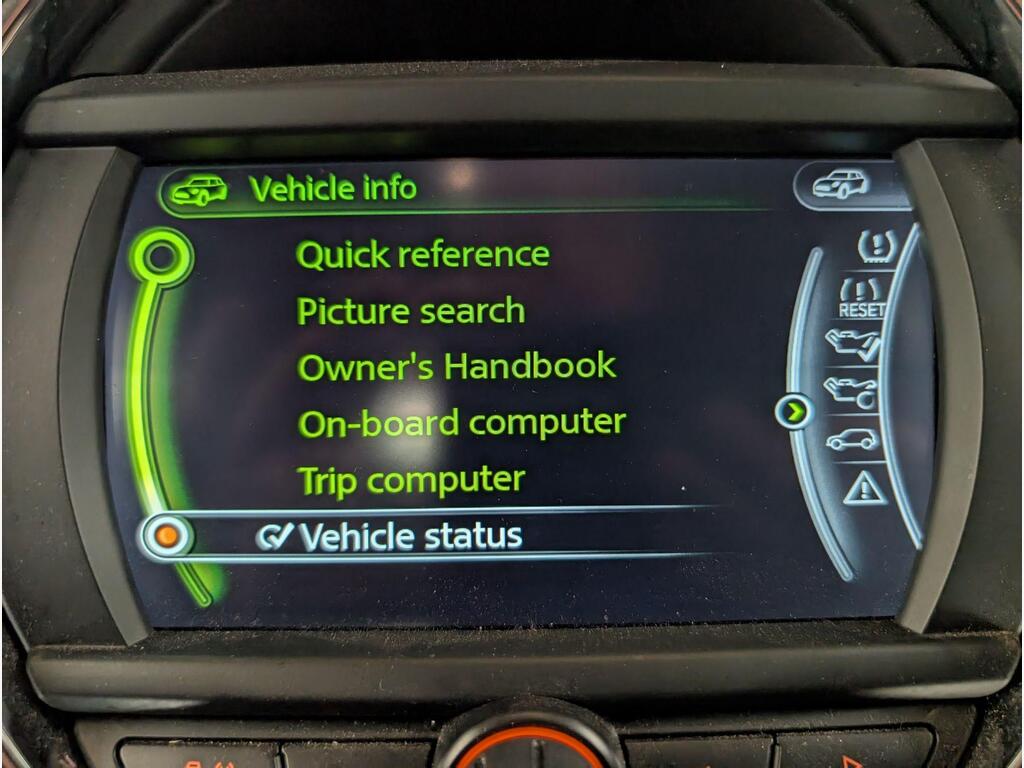 Vehicle info
Quick reference
Picture search
Owner's Handbook
On-board computer
Trip computer
Vehicle status
RESET